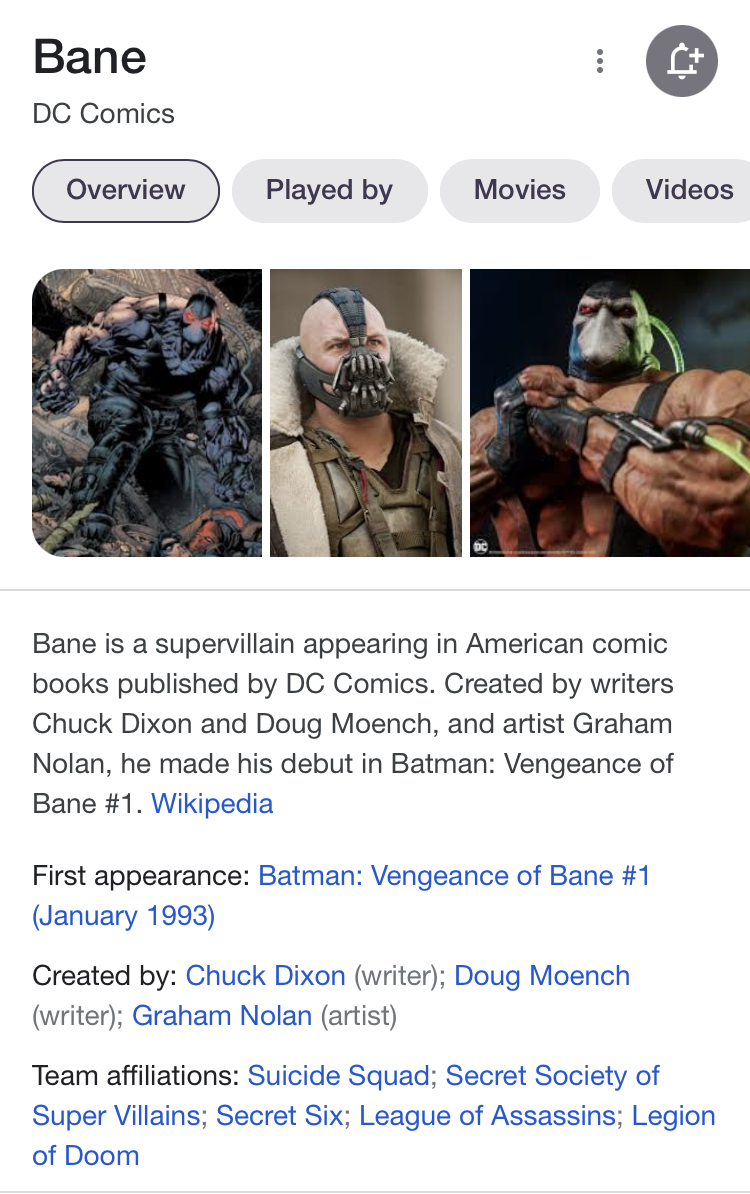 Bane
DC Comics
Overview
Played by
Movies
Videos
DC
Bane is a supervillain appearing in American comic
books published by DC Comics. Created by writers
Chuck Dixon and Doug Moench, and artist Graham
Nolan, he made his debut in Batman: Vengeance of
Bane #1. Wikipedia
First appearance: Batman: Vengeance of Bane #1
(January 1993)
Created by: Chuck Dixon (writer); Doug Moench
(writer); Graham Nolan (artist)
Team affiliations: Suicide Squad; Secret Society of
Super Villains; Secret Six; League of Assassins; Legion
of Doom